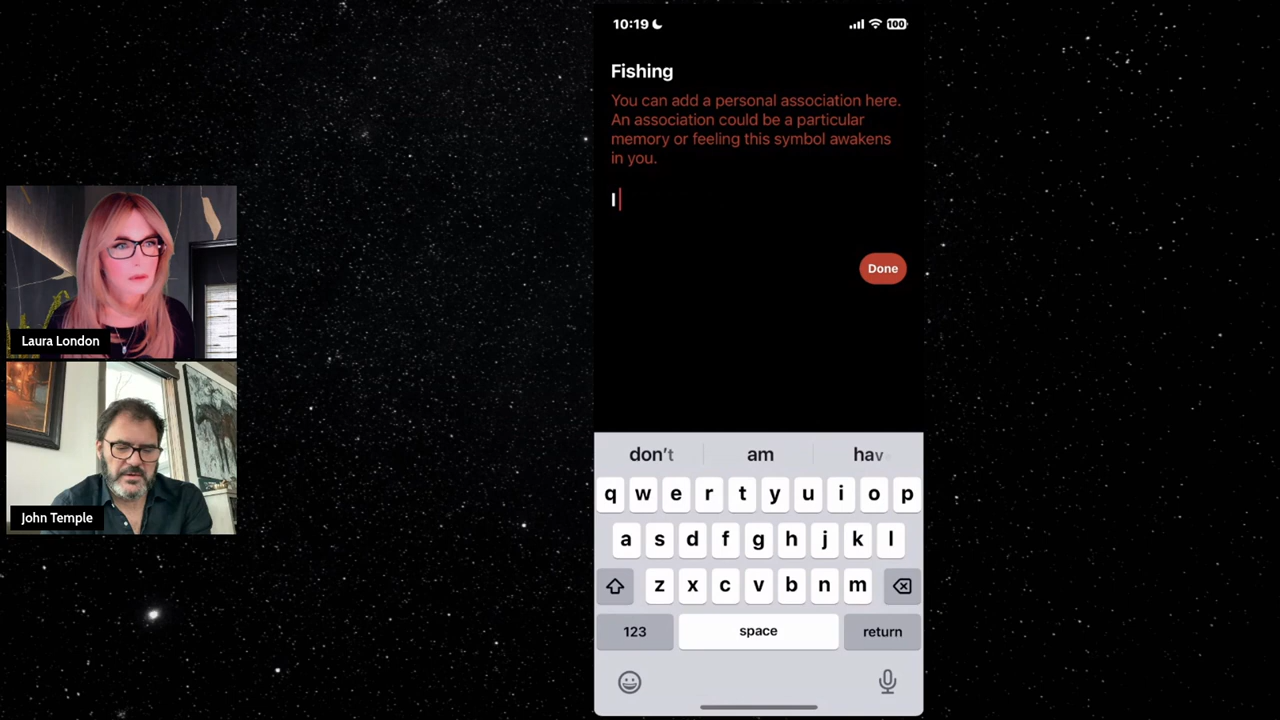 10:19
100
Fishing
You can add a personal association here.
An association could be a particular
memory or feeling this symbol awakens
in you.
I
Done
don't am hav
q w e r t y u i o p
a s d f g h j k l
z x c v b n m
123 space return
Laura London
John Temple